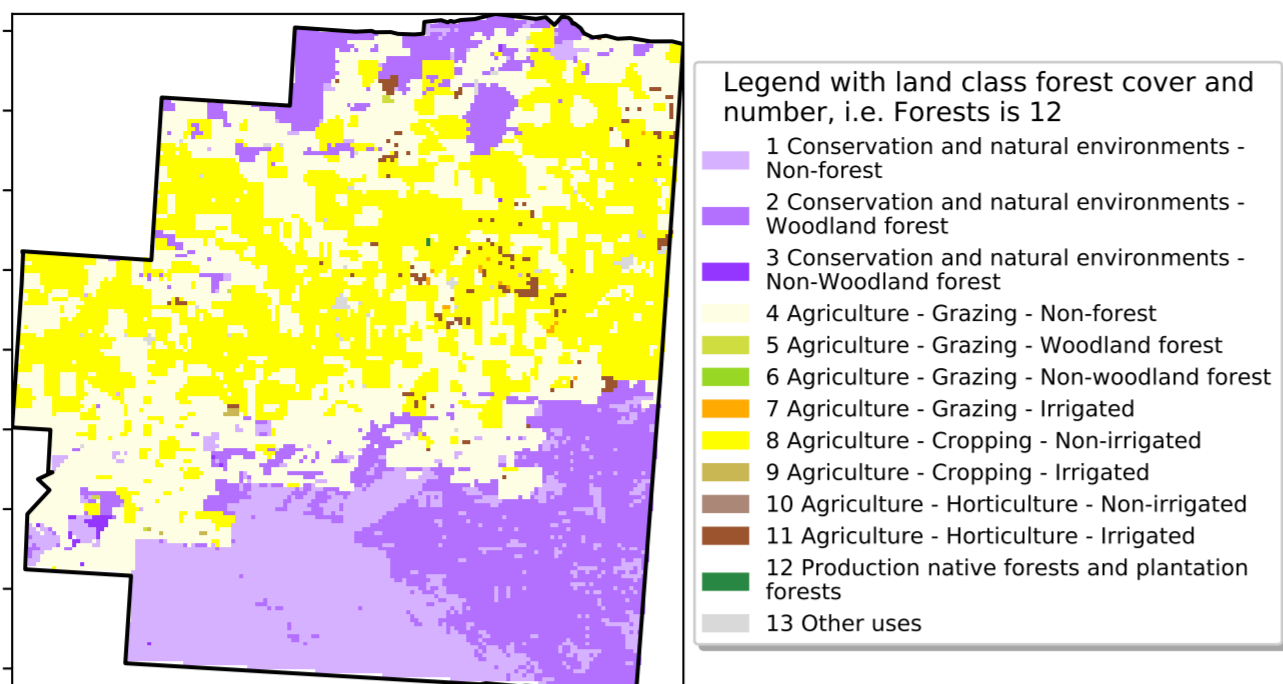 Legend with land class forest cover and
number, i.e. Forests is 12
1 Conservation and natural environments -
Non-forest
2 Conservation and natural environments -
Woodland forest
3 Conservation and natural environments -
Non-Woodland forest
4 Agriculture - Grazing - Non-forest
5 Agriculture - Grazing - Woodland forest
6 Agriculture - Grazing - Non-woodland forest
7 Agriculture - Grazing - Irrigated
8 Agriculture - Cropping - Non-irrigated
9 Agriculture - Cropping - Irrigated
10 Agriculture - Horticulture - Non-irrigated
11 Agriculture - Horticulture - Irrigated
12 Production native forests and plantation
forests
13 Other uses